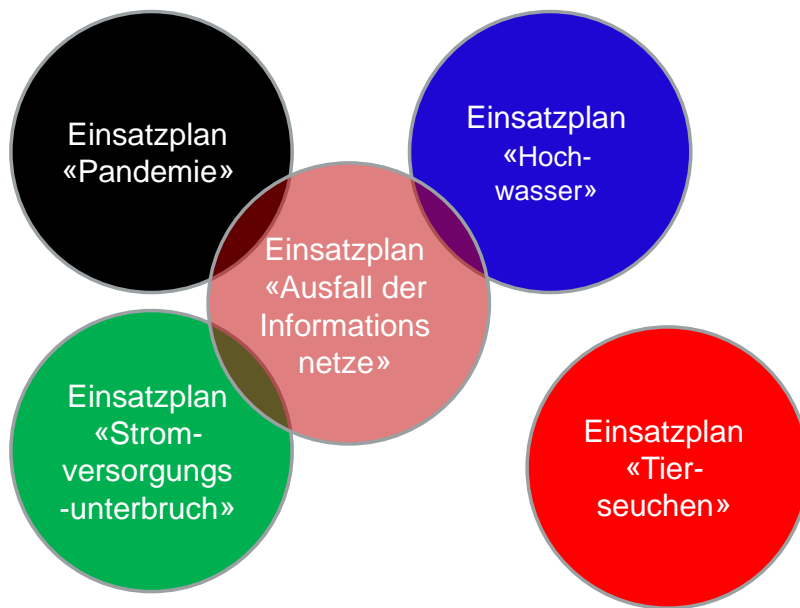 Einsatzplan
«Pandemie»
Einsatzplan
«Hoch-
wasser»
Einsatzplan
«Ausfall der
Informations
netze»
Einsatzplan
«Strom-
versorgungs
-unterbruch»
Einsatzplan
«Tier-
seuchen»